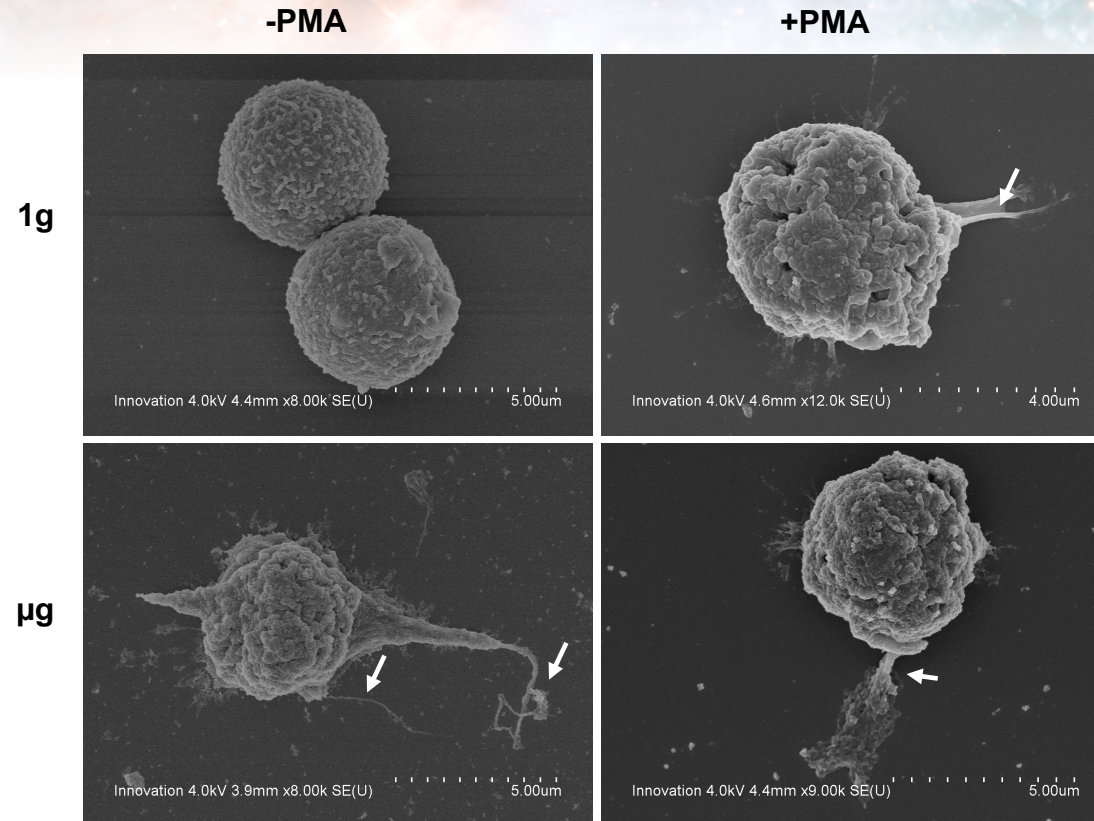 -PMA
+PMA
1g
Innovation 4.0kV 4.4mm x8.00k SE(U) 5.00um
Innovation 4.0kV 4.6mm x12.0k SE(U) 4.00um
µg
Innovation 4.0kV 3.9mm x8.00k SE(U) 5.00um
Innovation 4.0kV 4.4mm x9.00k SE(U) 5.00um